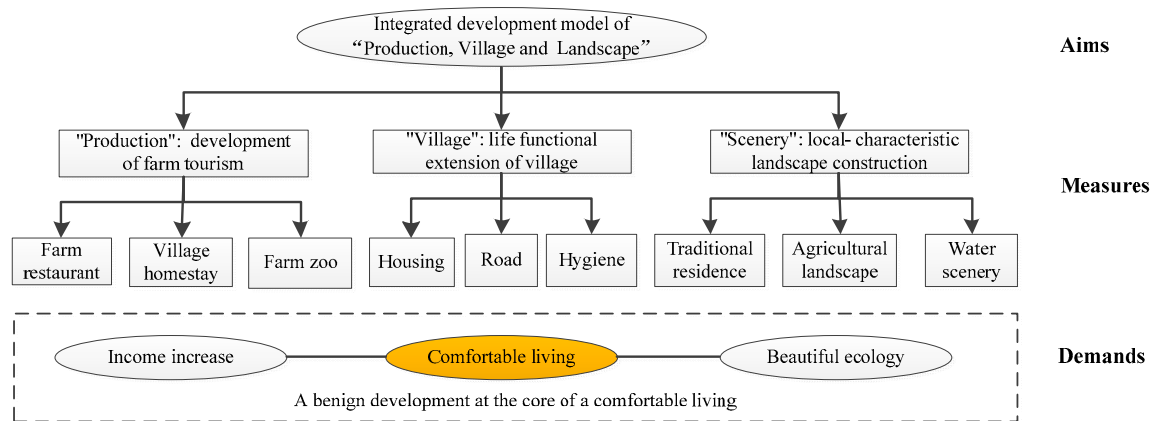 Integrated development model of
“Production, Village and Landscape”
Aims
"Production": development
of farm tourism
"Village": life functional
extension of village
"Scenery": local- characteristic
landscape construction
Measures
Farm
restaurant
Village
homestay
Farm zoo
Housing
Road
Hygiene
Traditional
residence
Agricultural
landscape
Water
scenery
Income increase
Comfortable living
Beautiful ecology
Demands
A benign development at the core of a comfortable living